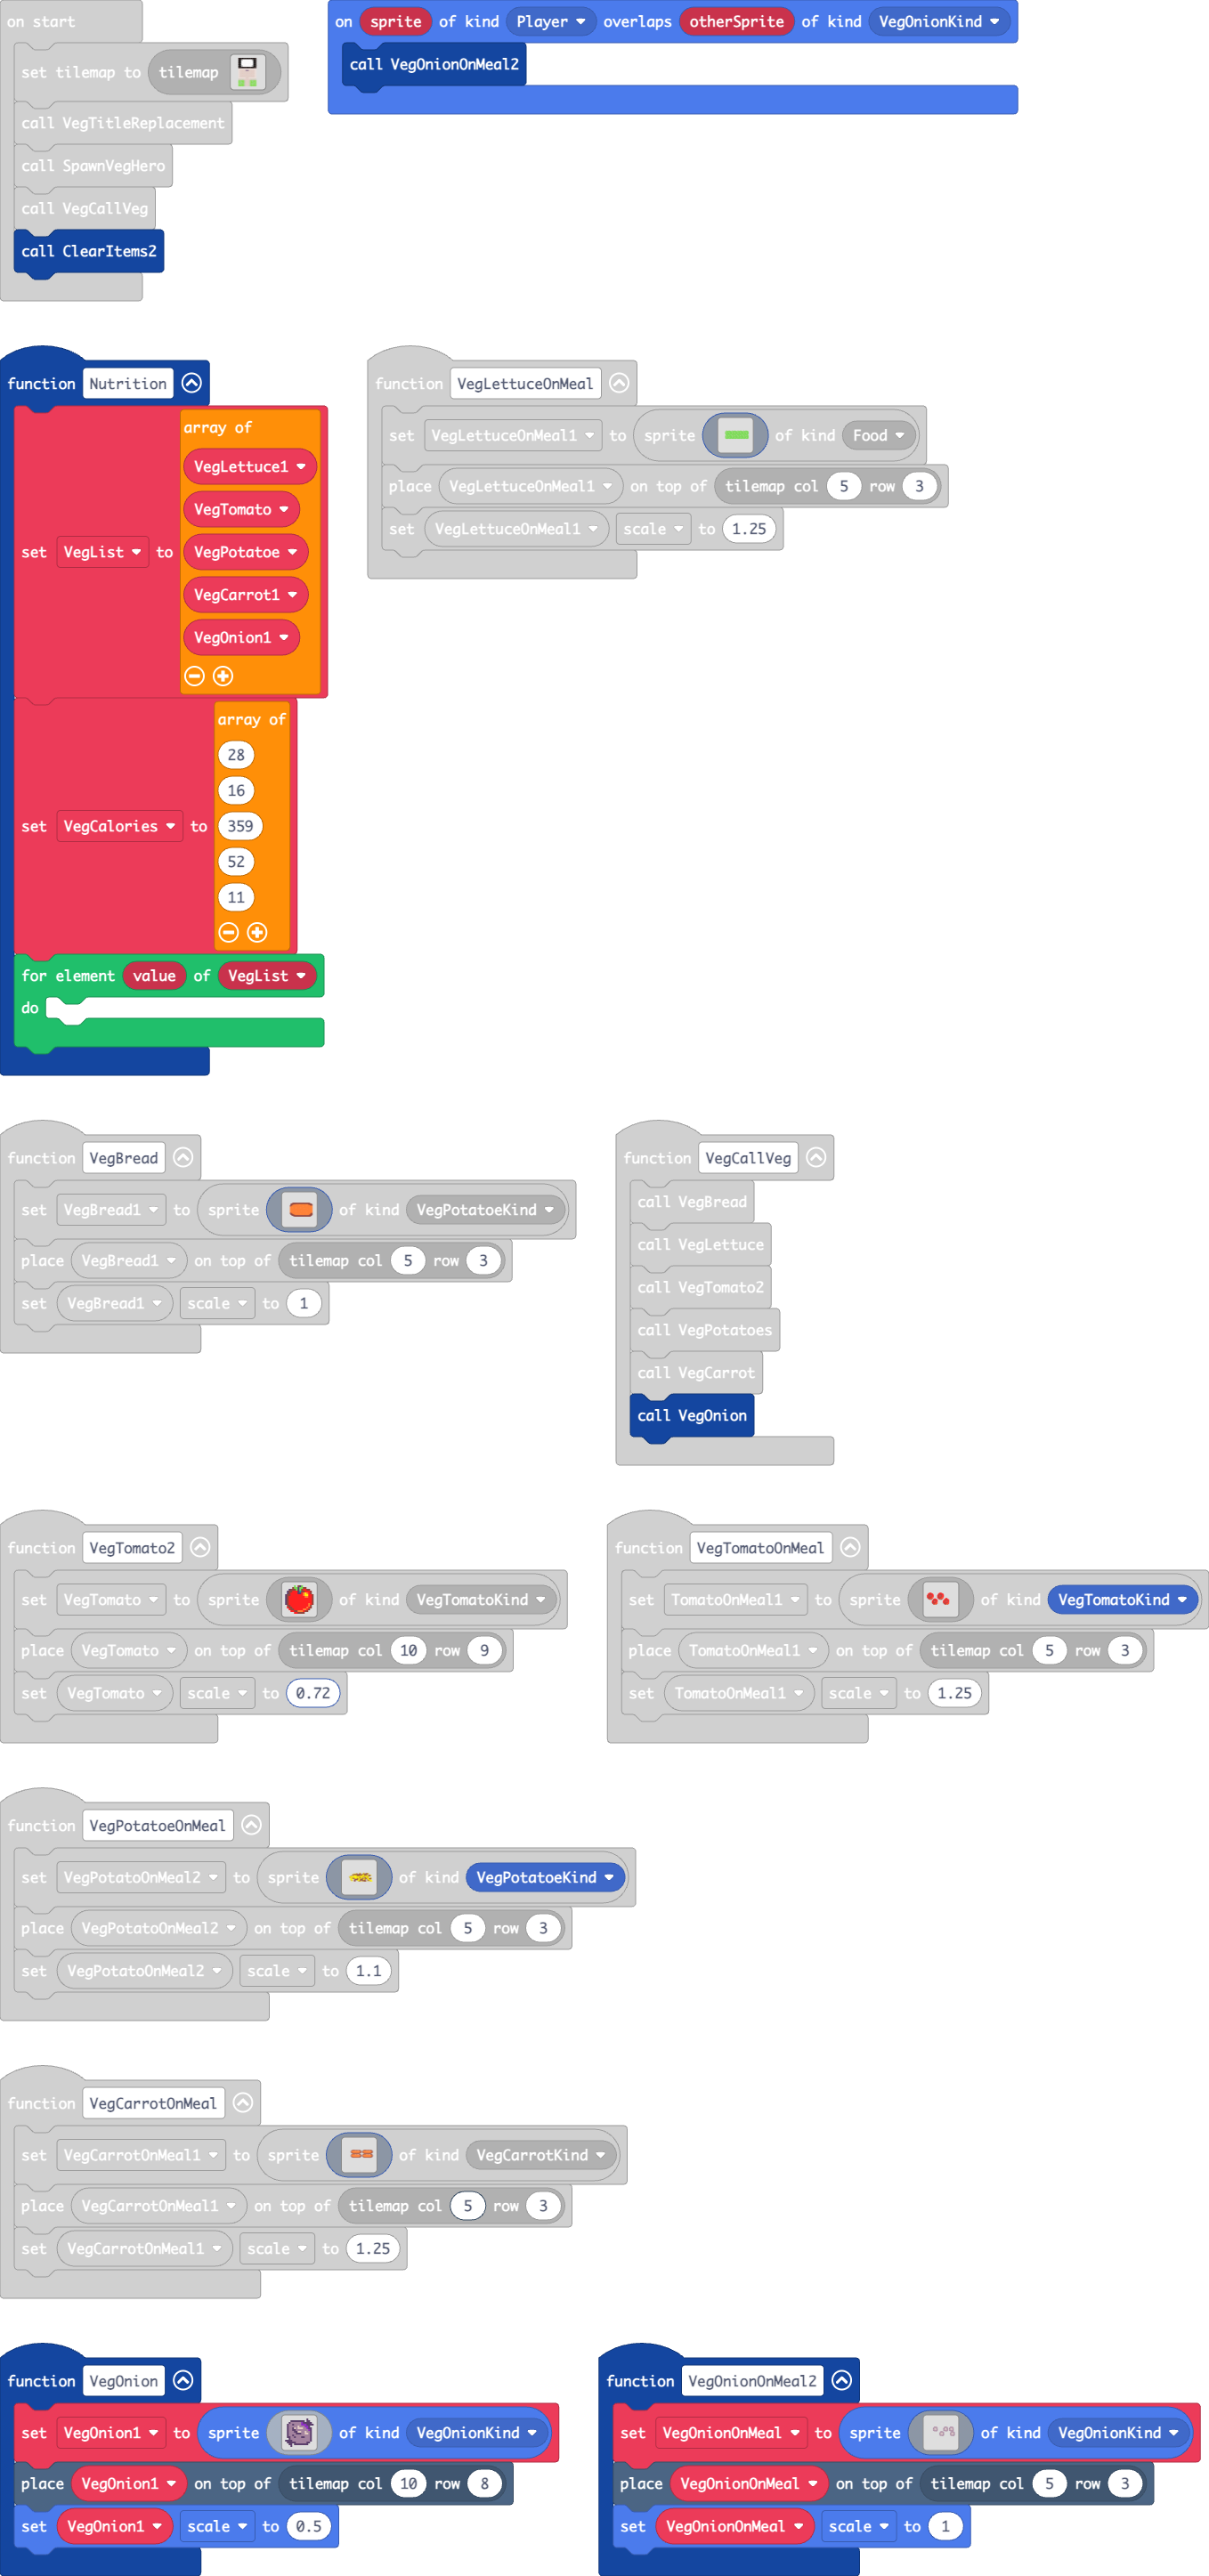 on start
set tilemap to tilemap
call VegTitleReplacement
call SpawnVegHero
call VegCallVeg
call ClearItems2
on sprite of kind Player overlaps otherSprite of kind VegOnionKind
call VegOnionOnMeal2
function Nutrition
set VegList to array of
VegLettuce1
VegTomato
VegPotatoe
VegCarrot1
VegOnion1
set VegCalories to array of
28
16
359
52
11
for element value of VegList
do
function VegLettuceOnMeal
set VegLettuceOnMeal1 to sprite of kind Food
place VegLettuceOnMeal1 on top of tilemap col 5 row 3
set VegLettuceOnMeal1 scale to 1.25
function VegBread
set VegBread1 to sprite of kind VegPotatoeKind
place VegBread1 on top of tilemap col 5 row 3
set VegBread1 scale to 1
function VegCallVeg
call VegBread
call VegLettuce
call VegTomato2
call VegPotatoes
call VegCarrot
call VegOnion
function VegTomato2
set VegTomato to sprite of kind VegTomatoKind
place VegTomato on top of tilemap col 10 row 9
set VegTomato scale to 0.72
function VegTomatoOnMeal
set TomatoOnMeal1 to sprite of kind VegTomatoKind
place TomatoOnMeal1 on top of tilemap col 5 row 3
set TomatoOnMeal1 scale to 1.25
function VegPotatoeOnMeal
set VegPotatoOnMeal2 to sprite of kind VegPotatoeKind
place VegPotatoOnMeal2 on top of tilemap col 5 row 3
set VegPotatoOnMeal2 scale to 1.1
function VegCarrotOnMeal
set VegCarrotOnMeal1 to sprite of kind VegCarrotKind
place VegCarrotOnMeal1 on top of tilemap col 5 row 3
set VegCarrotOnMeal1 scale to 1.25
function VegOnion
set VegOnion1 to sprite of kind VegOnionKind
place VegOnion1 on top of tilemap col 10 row 8
set VegOnion1 scale to 0.5
function VegOnionOnMeal2
set VegOnionOnMeal to sprite of kind VegOnionKind
place VegOnionOnMeal on top of tilemap col 5 row 3
set VegOnionOnMeal scale to 1